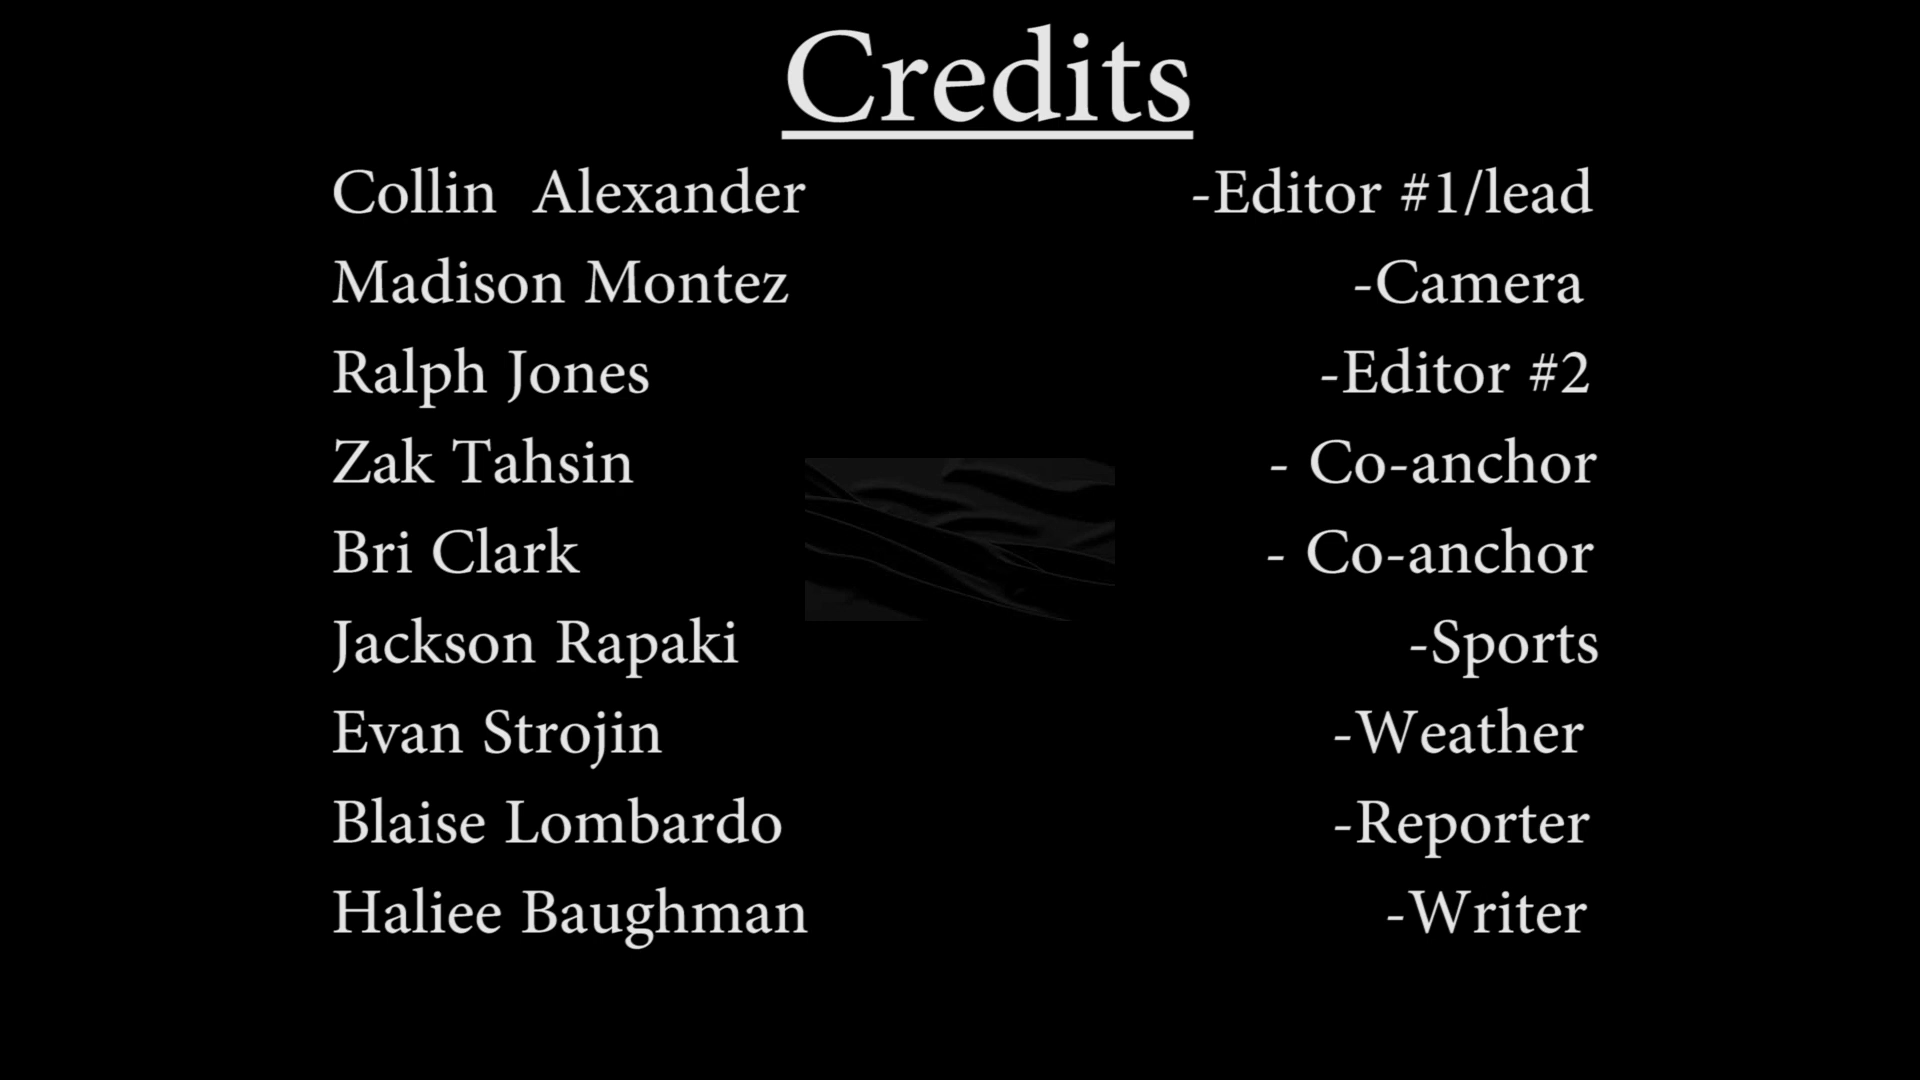 Credits
Collin  Alexander -Editor #1/lead
Madison Montez -Camera
Ralph Jones -Editor #2
Zak Tahsin - Co-anchor
Bri Clark - Co-anchor
Jackson Rapaki -Sports
Evan Strojin -Weather
Blaise Lombardo -Reporter
Haliee Baughman -Writer